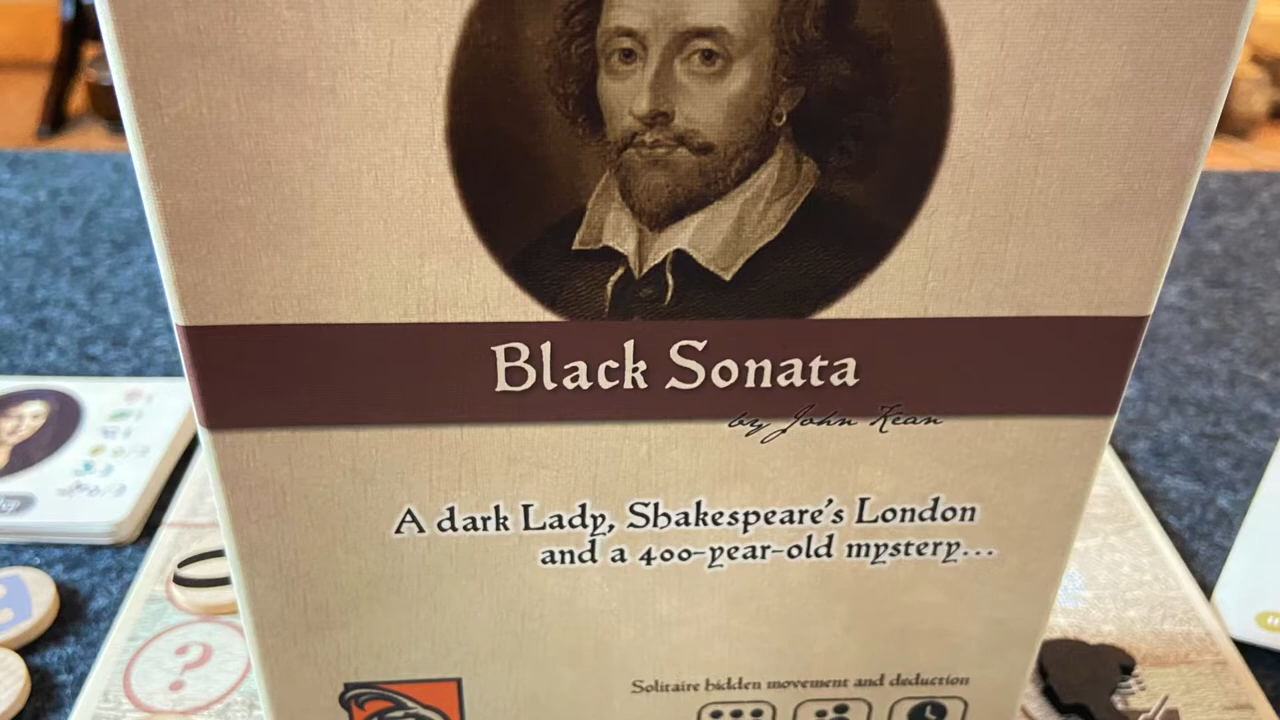 Black Sonata
by John Kean
A dark Lady, Shakespeare's London
and a 400-year-old mystery...
Solitaire hidden movement and deduction
?